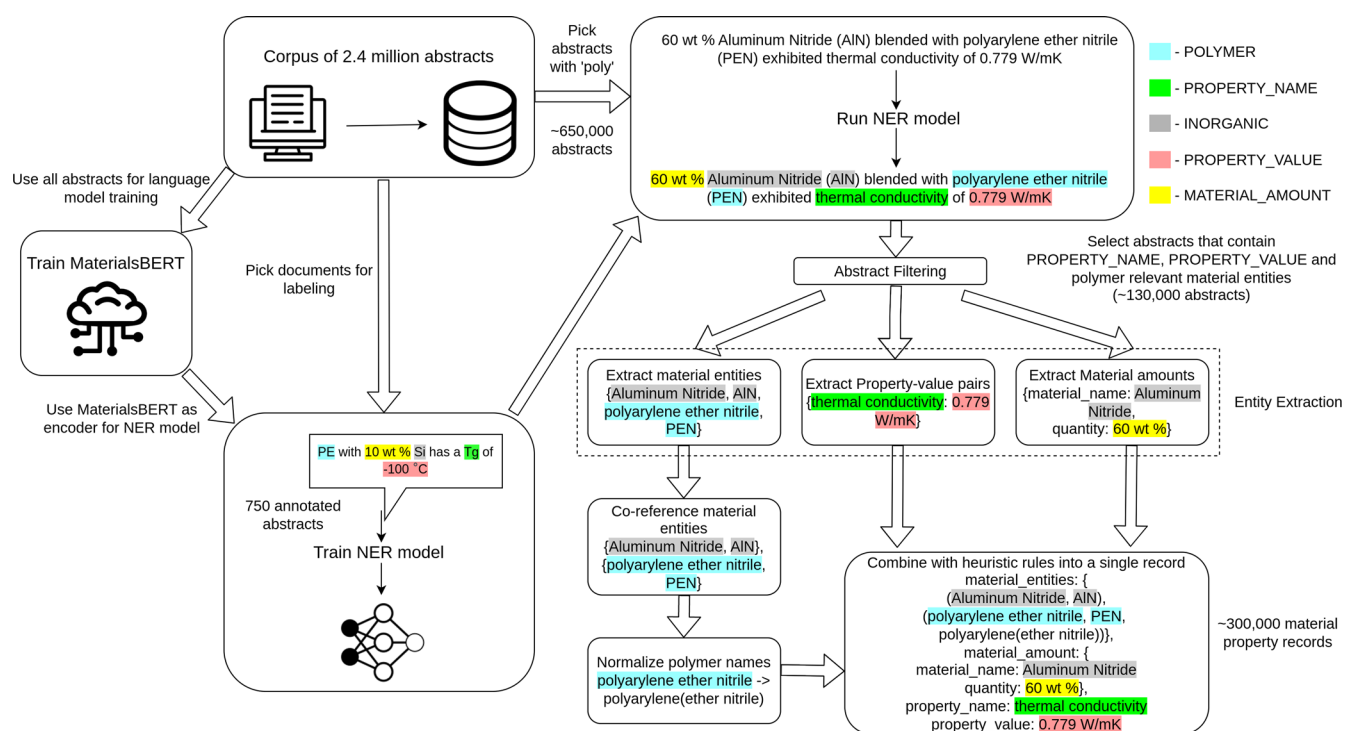 Corpus of 2.4 million abstracts
Pick
abstracts
with 'poly'
~650,000
abstracts
60 wt % Aluminum Nitride (AlN) blended with polyarylene ether nitrile
(PEN) exhibited thermal conductivity of 0.779 W/mK
Run NER model
60 wt % Aluminum Nitride (AlN) blended with polyarylene ether nitrile
(PEN) exhibited thermal conductivity of 0.779 W/mK
- POLYMER
- PROPERTY_NAME
- INORGANIC
- PROPERTY_VALUE
- MATERIAL_AMOUNT
Use all abstracts for language
model training
Train MaterialsBERT
Use MaterialsBERT as
encoder for NER model
Pick documents for
labeling
PE with 10 wt % Si has a Tg of
-100 °C
750 annotated
abstracts
Train NER model
Abstract Filtering
Select abstracts that contain
PROPERTY_NAME, PROPERTY_VALUE and
polymer relevant material entities
(~130,000 abstracts)
Extract material entities
{Aluminum Nitride, AlN,
polyarylene ether nitrile,
PEN}
Extract Property-value pairs
{thermal conductivity: 0.779
W/mK}
Extract Material amounts
{material_name: Aluminum
Nitride,
quantity: 60 wt %}
Entity Extraction
Co-reference material
entities
{Aluminum Nitride, AlN},
{polyarylene ether nitrile,
PEN}
Normalize polymer names
polyarylene ether nitrile ->
polyarylene(ether nitrile)
Combine with heuristic rules into a single record
material_entities: {
(Aluminum Nitride, AlN),
(polyarylene ether nitrile, PEN,
polyarylene(ether nitrile))},
material_amount: {
material_name: Aluminum Nitride
quantity: 60 wt %},
property_name: thermal conductivity
property_value: 0.779 W/mK
~300,000 material
property records